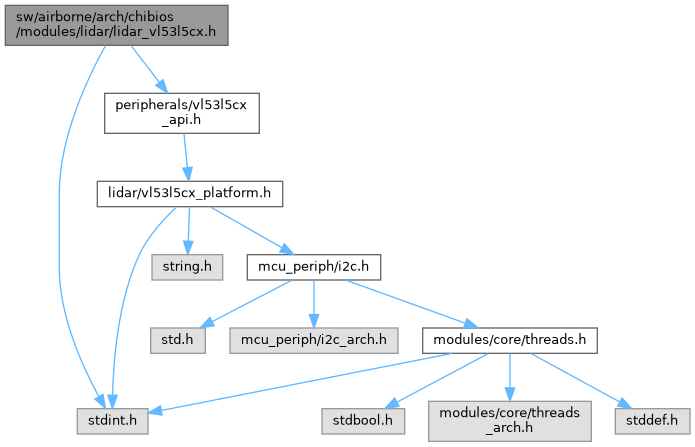 sw/airborne/arch/chibios
/modules/lidar/lidar_vl53l5cx.h
peripherals/vl53l5cx
_api.h
lidar/vl53l5cx_platform.h
string.h
mcu_periph/i2c.h
std.h
mcu_periph/i2c_arch.h
modules/core/threads.h
stdint.h
stdbool.h
modules/core/threads
_arch.h
stddef.h